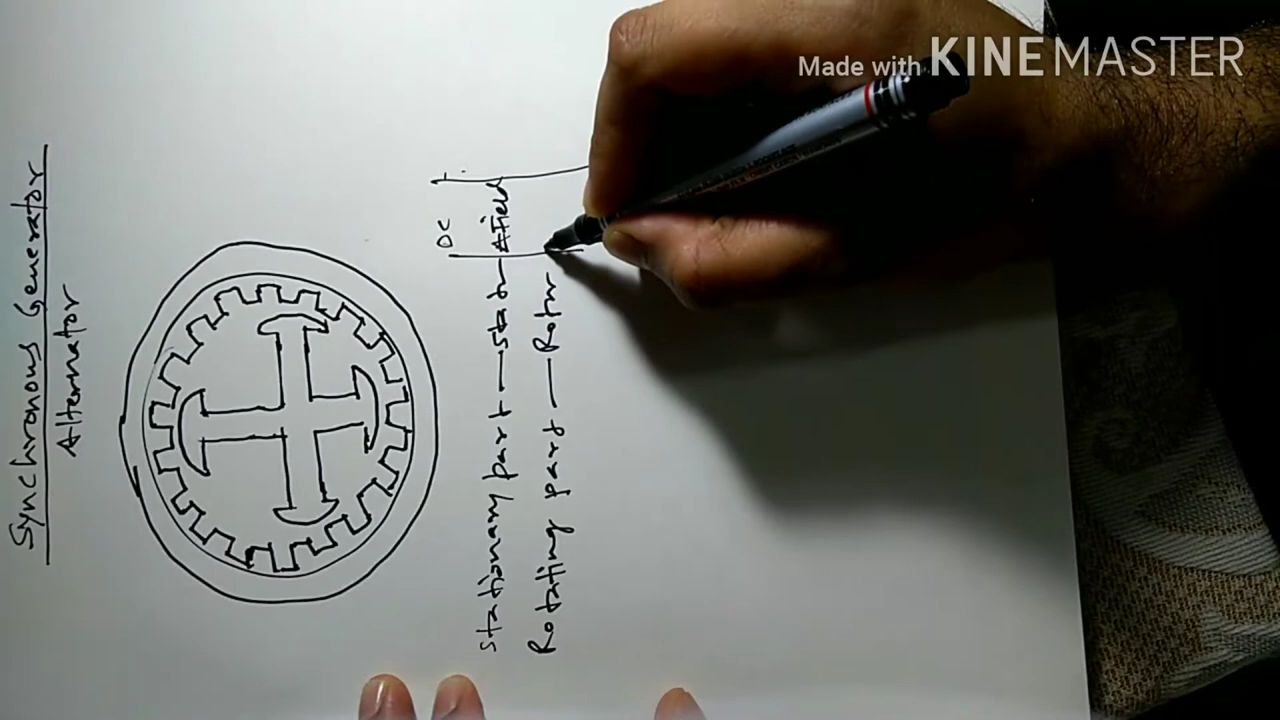 Made with KINEMASTER
Synchronous Generator
Alternator
DC
Stationary part — Stator Field
Rotating part — Rotor